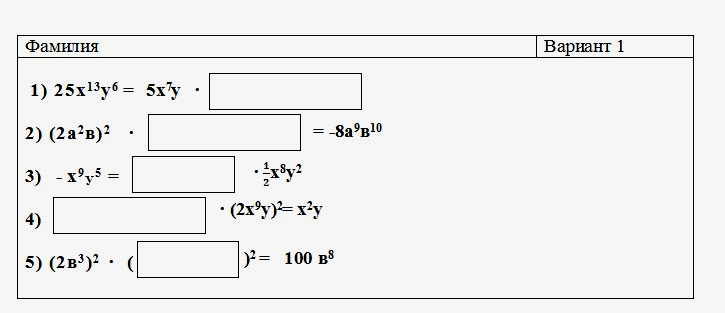 Фамилия Вариант 1
1) 25x¹³y⁶ = 5x⁷y ·
2) (2a²в)² · = -8a⁹в¹⁰
3) - x⁹y⁵ = · ½x⁸y²
4) · (2x⁹y)²= x²y
5) (2в³)² · ( )² = 100 в⁸